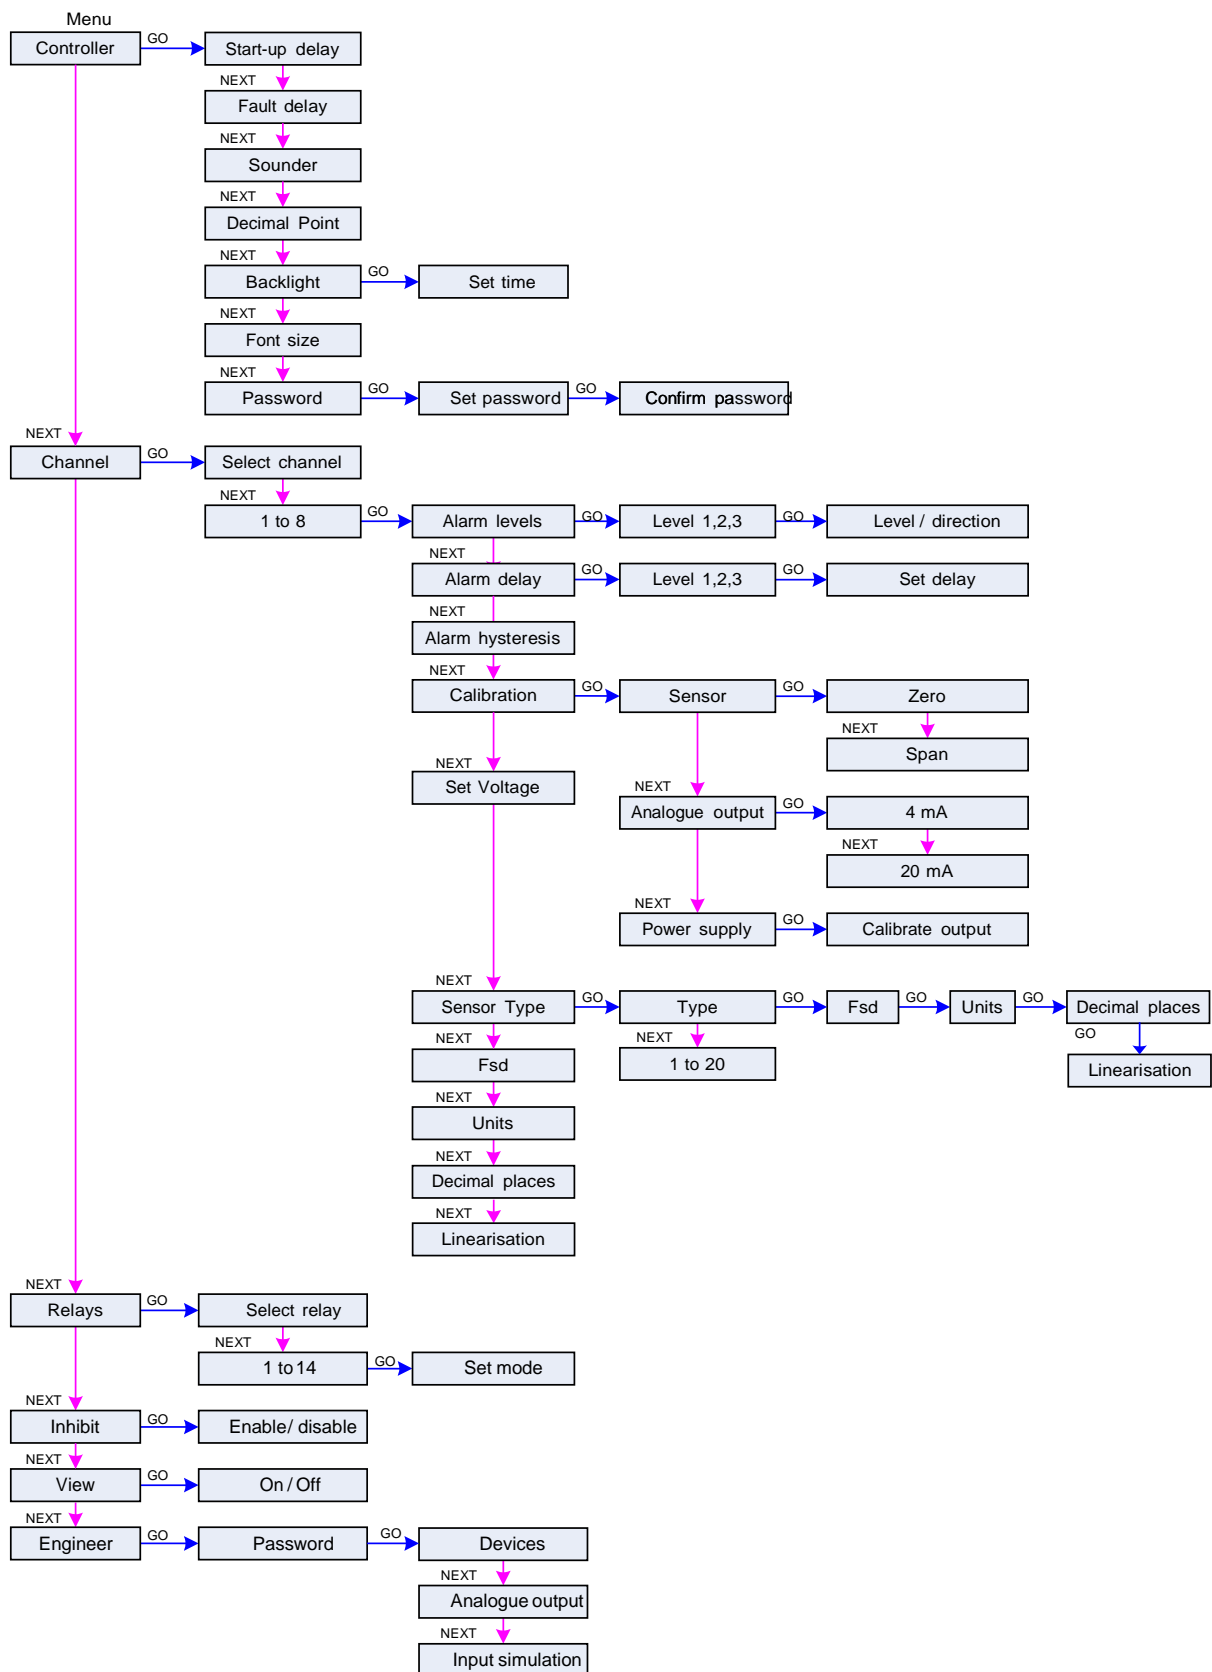 Menu
Controller GO Start-up delay
NEXT
Fault delay
NEXT
Sounder
NEXT
Decimal Point
NEXT
Backlight GO Set time
NEXT
Font size
NEXT
Password GO Set password GO Confirm password
NEXT
Channel GO Select channel
NEXT
1 to 8 GO Alarm levels GO Level 1,2,3 GO Level / direction
NEXT
Alarm delay GO Level 1,2,3 GO Set delay
NEXT
Alarm hysteresis
NEXT
Calibration GO Sensor GO Zero
NEXT
Span
NEXT
Set Voltage
NEXT
Analogue output GO 4 mA
NEXT
20 mA
NEXT
Power supply GO Calibrate output
NEXT
Sensor Type GO Type GO Fsd GO Units GO Decimal places
NEXT NEXT GO
Fsd 1 to 20 Linearisation
NEXT
Units
NEXT
Decimal places
NEXT
Linearisation
NEXT
Relays GO Select relay
NEXT
1 to 14 GO Set mode
NEXT
Inhibit GO Enable/ disable
NEXT
View GO On / Off
NEXT
Engineer GO Password GO Devices
NEXT
Analogue output
NEXT
Input simulation